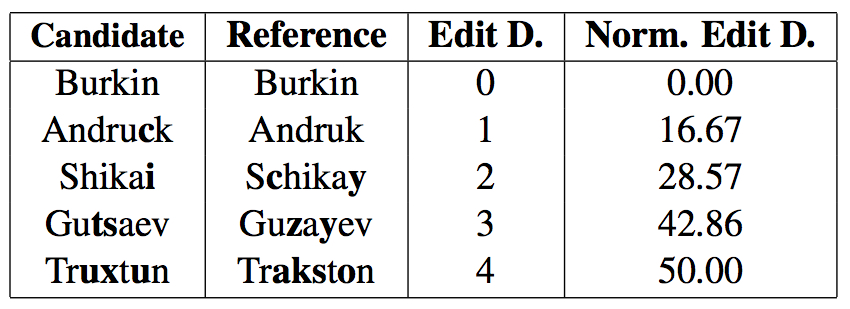 Candidate Reference Edit D. Norm. Edit D.
Burkin Burkin 0 0.00
Andruck Andruk 1 16.67
Shikai Schikay 2 28.57
Gutsaev Guzayev 3 42.86
Truxtun Trakston 4 50.00